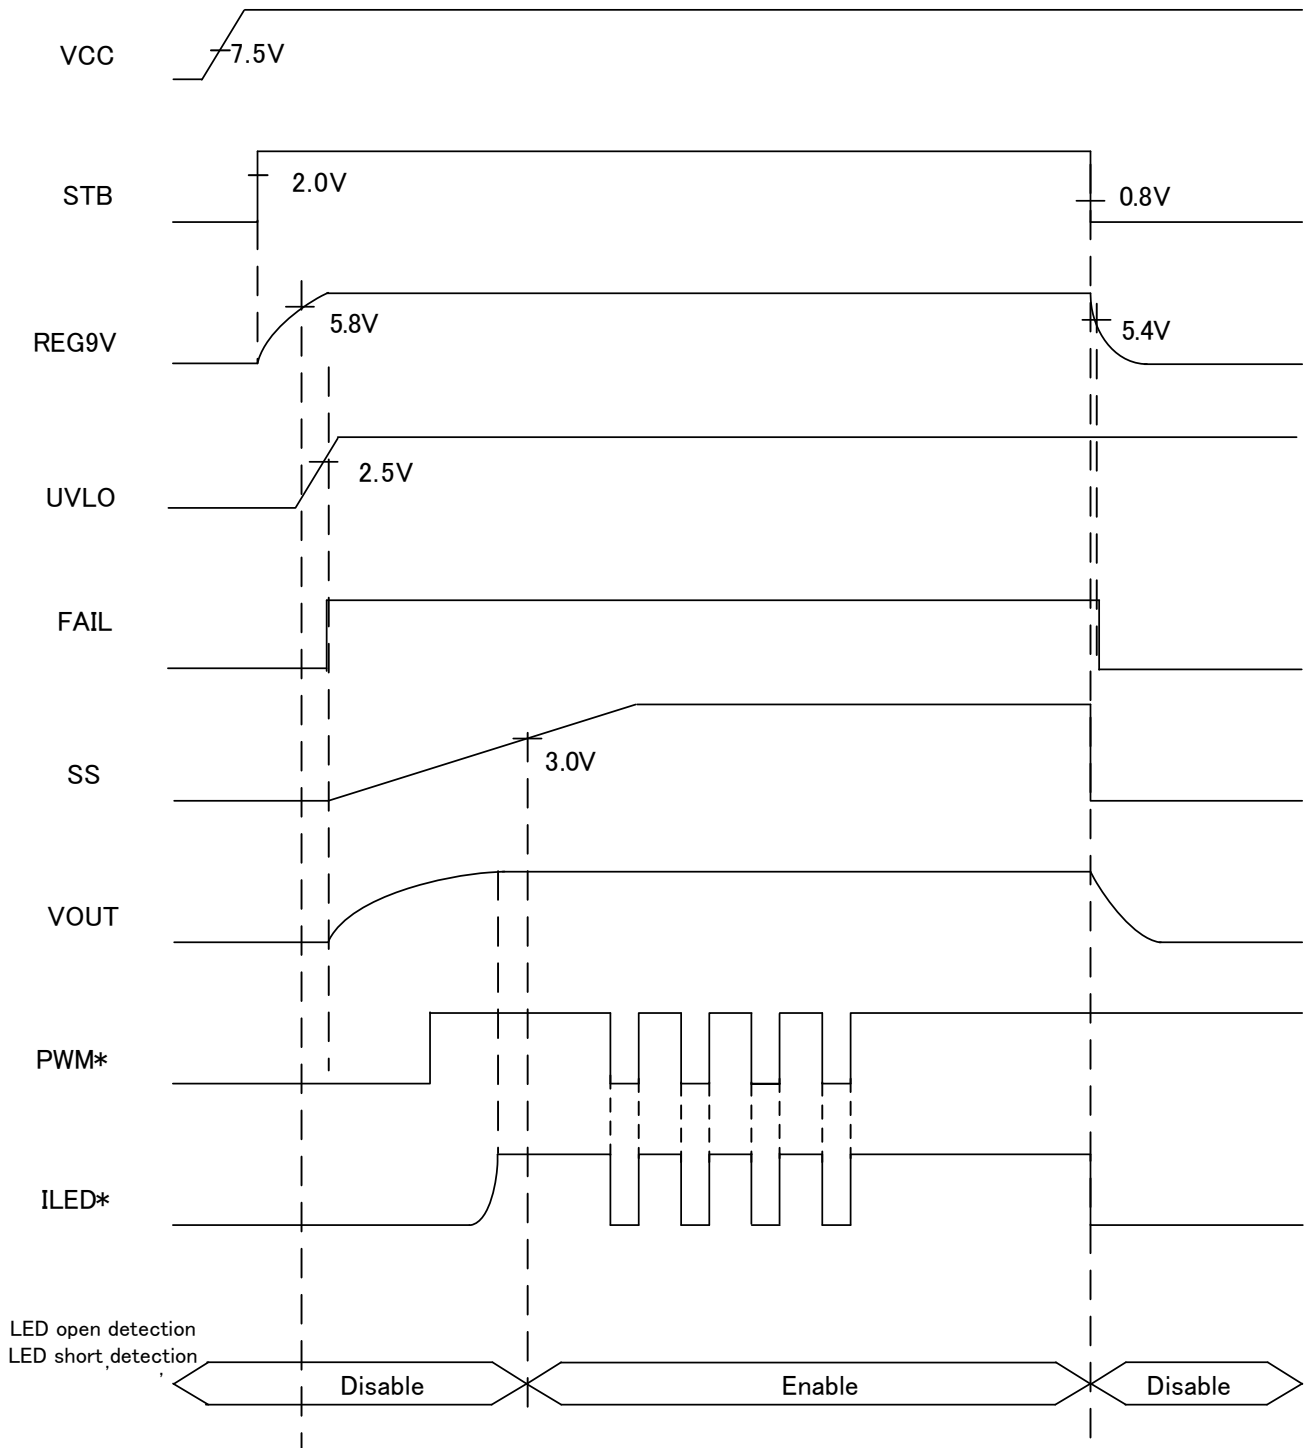 VCC
7.5V
STB
2.0V
0.8V
REG9V
5.8V
5.4V
UVLO
2.5V
FAIL
SS
3.0V
VOUT
PWM*
ILED*
LED open detection
LED short detection
Disable
Enable
Disable